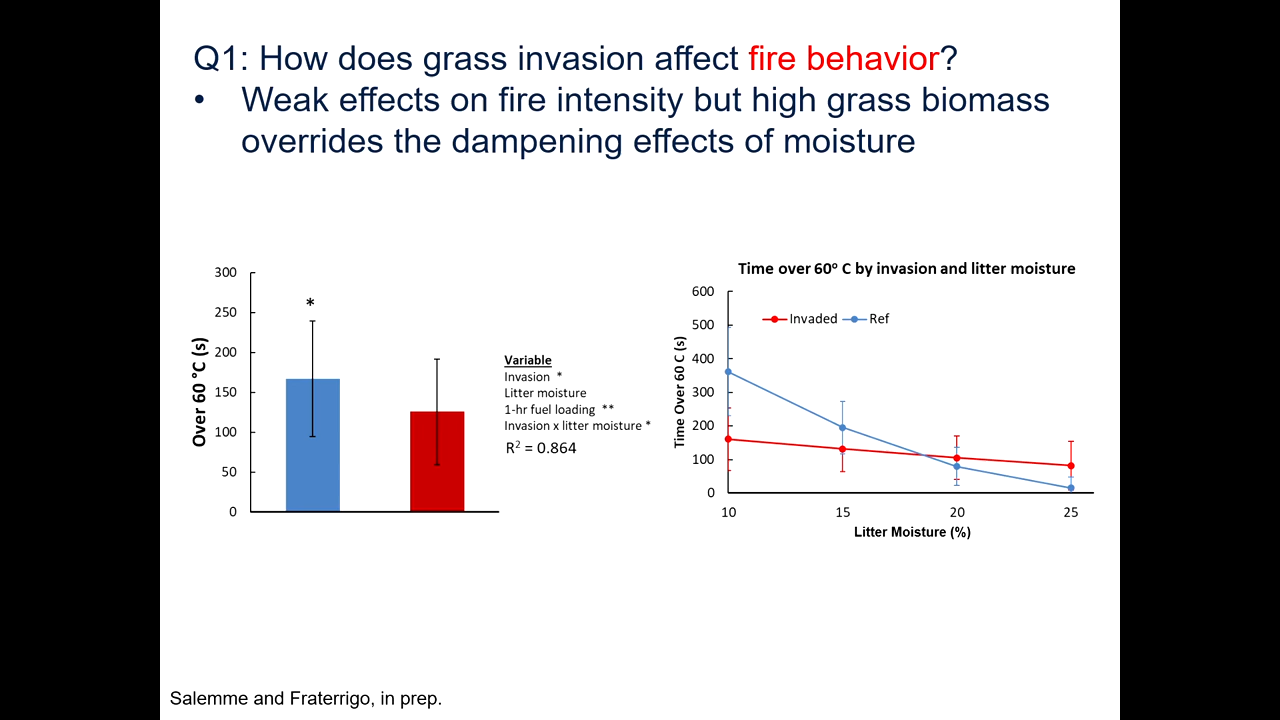 Q1: How does grass invasion affect fire behavior?
• Weak effects on fire intensity but high grass biomass
overrides the dampening effects of moisture
300
250
200
150
100
50
0
Over 60 °C (s)
*
Variable
Invasion *
Litter moisture
1-hr fuel loading **
Invasion x litter moisture *
R² = 0.864
Time over 60º C by invasion and litter moisture
600
500
400
300
200
100
0
Time Over 60 C (s)
Invaded Ref
10 15 20 25
Litter Moisture (%)
Salemme and Fraterrigo, in prep.